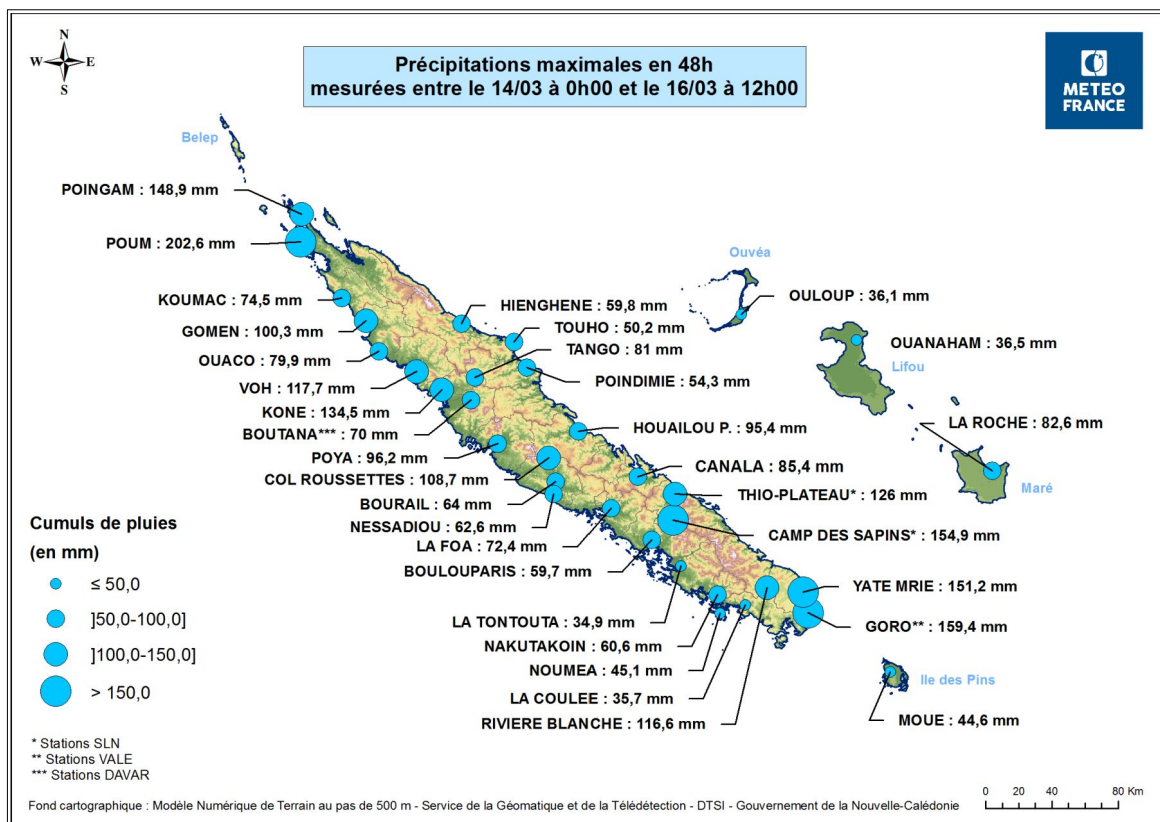 N
W E
S
Précipitations maximales en 48h
mesurées entre le 14/03 à 0h00 et le 16/03 à 12h00
METEO
FRANCE
Belep
POINGAM : 148,9 mm
POUM : 202,6 mm
Ouvéa
KOUMAC : 74,5 mm
HIENGHENE : 59,8 mm
OULOUP : 36,1 mm
GOMEN : 100,3 mm
TOUHO : 50,2 mm
OUACO : 79,9 mm
TANGO : 81 mm
OUANAHAM : 36,5 mm
Lifou
VOH : 117,7 mm
POINDIMIE : 54,3 mm
KONE : 134,5 mm
LA ROCHE : 82,6 mm
BOUTANA*** : 70 mm
HOUAILOU P. : 95,4 mm
POYA : 96,2 mm
CANALA : 85,4 mm
COL ROUSSETTES : 108,7 mm
Maré
THIO-PLATEAU* : 126 mm
BOURAIL : 64 mm
NESSADIOU : 62,6 mm
CAMP DES SAPINS* : 154,9 mm
LA FOA : 72,4 mm
BOULOUPARIS : 59,7 mm
YATE MRIE : 151,2 mm
LA TONTOUTA : 34,9 mm
GORO** : 159,4 mm
NAKUTAKOIN : 60,6 mm
NOUMEA : 45,1 mm
Ile des Pins
LA COULEE : 35,7 mm
RIVIERE BLANCHE : 116,6 mm
MOUE : 44,6 mm
Cumuls de pluies
(en mm)
≤ 50,0
]50,0-100,0]
]100,0-150,0]
> 150,0
* Stations SLN
** Stations VALE
*** Stations DAVAR
Fond cartographique : Modèle Numérique de Terrain au pas de 500 m - Service de la Géomatique et de la Télédétection - DTSI - Gouvernement de la Nouvelle-Calédonie
0 20 40 60 80 Km